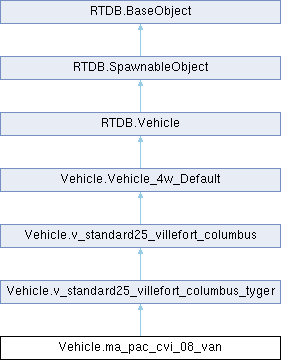 RTDB.BaseObject
RTDB.SpawnableObject
RTDB.Vehicle
Vehicle.Vehicle_4w_Default
Vehicle.v_standard25_villefort_columbus
Vehicle.v_standard25_villefort_columbus_tyger
Vehicle.ma_pac_cvi_08_van